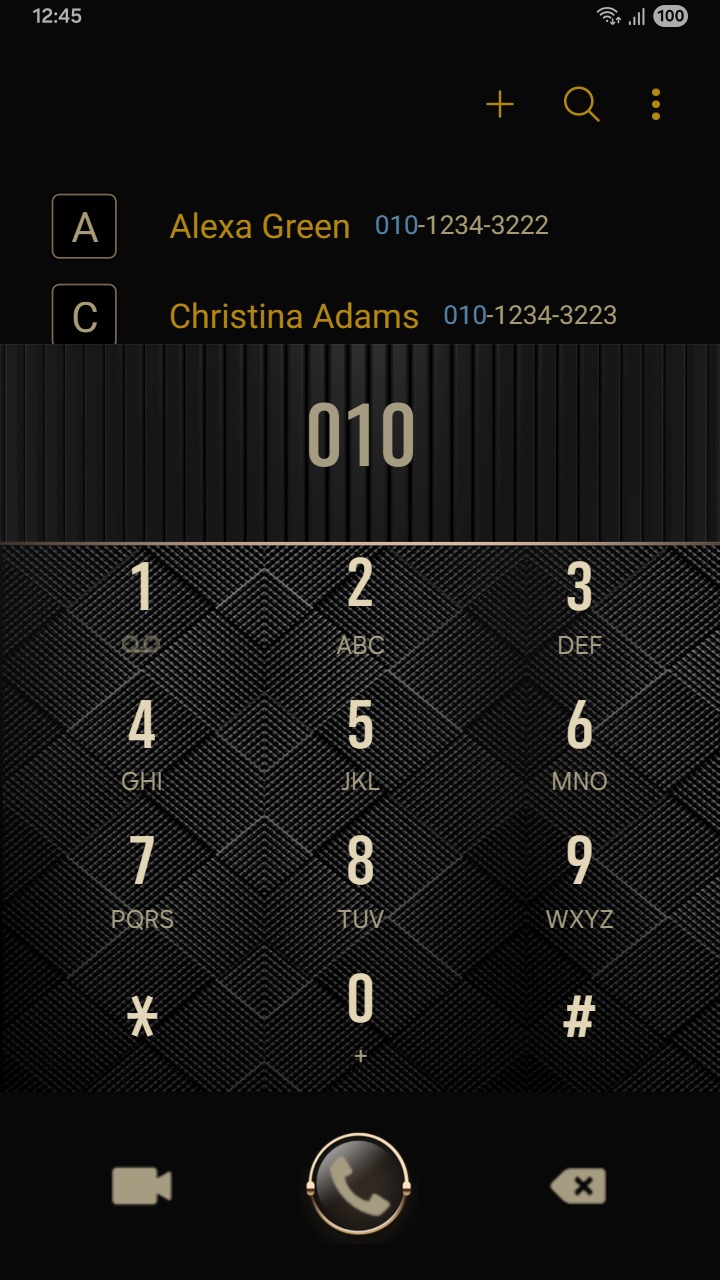 12:45 100
A Alexa Green 010-1234-3222
C Christina Adams 010-1234-3223
010
1 2 3
ABC DEF
4 5 6
GHI JKL MNO
7 8 9
PQRS TUV WXYZ
* 0 #
+